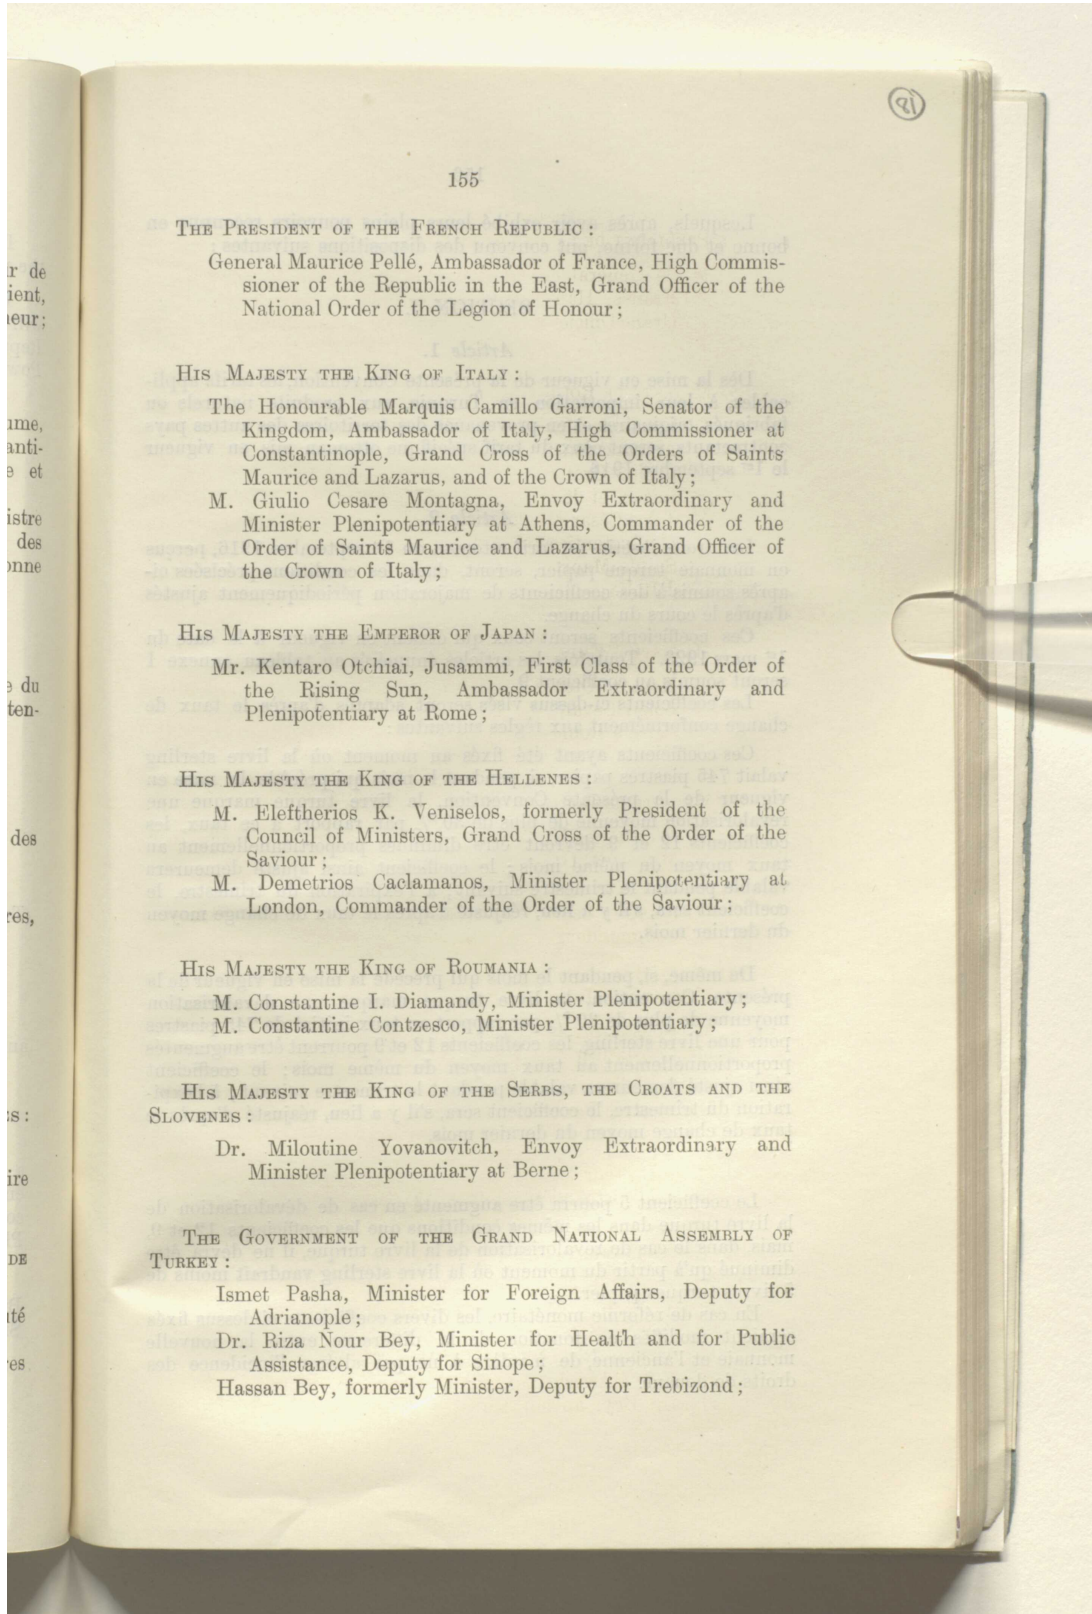 81
155
THE PRESIDENT OF THE FRENCH REPUBLIC :
General Maurice Pellé, Ambassador of France, High Commis-
sioner of the Republic in the East, Grand Officer of the
National Order of the Legion of Honour ;
HIS MAJESTY THE KING OF ITALY :
The Honourable Marquis Camillo Garroni, Senator of the
Kingdom, Ambassador of Italy, High Commissioner at
Constantinople, Grand Cross of the Orders of Saints
Maurice and Lazarus, and of the Crown of Italy ;
M. Giulio Cesare Montagna, Envoy Extraordinary and
Minister Plenipotentiary at Athens, Commander of the
Order of Saints Maurice and Lazarus, Grand Officer of
the Crown of Italy ;
HIS MAJESTY THE EMPEROR OF JAPAN :
Mr. Kentaro Otchiai, Jusammi, First Class of the Order of
the Rising Sun, Ambassador Extraordinary and
Plenipotentiary at Rome ;
HIS MAJESTY THE KING OF THE HELLENES :
M. Eleftherios K. Veniselos, formerly President of the
Council of Ministers, Grand Cross of the Order of the
Saviour ;
M. Demetrios Caclamanos, Minister Plenipotentiary at
London, Commander of the Order of the Saviour ;
HIS MAJESTY THE KING OF ROUMANIA :
M. Constantine I. Diamandy, Minister Plenipotentiary ;
M. Constantine Contzesco, Minister Plenipotentiary ;
HIS MAJESTY THE KING OF THE SERBS, THE CROATS AND THE
SLOVENES :
Dr. Miloutine Yovanovitch, Envoy Extraordinary and
Minister Plenipotentiary at Berne ;
THE GOVERNMENT OF THE GRAND NATIONAL ASSEMBLY OF
TURKEY :
Ismet Pasha, Minister for Foreign Affairs, Deputy for
Adrianople ;
Dr. Riza Nour Bey, Minister for Health and for Public
Assistance, Deputy for Sinope ;
Hassan Bey, formerly Minister, Deputy for Trebizond ;